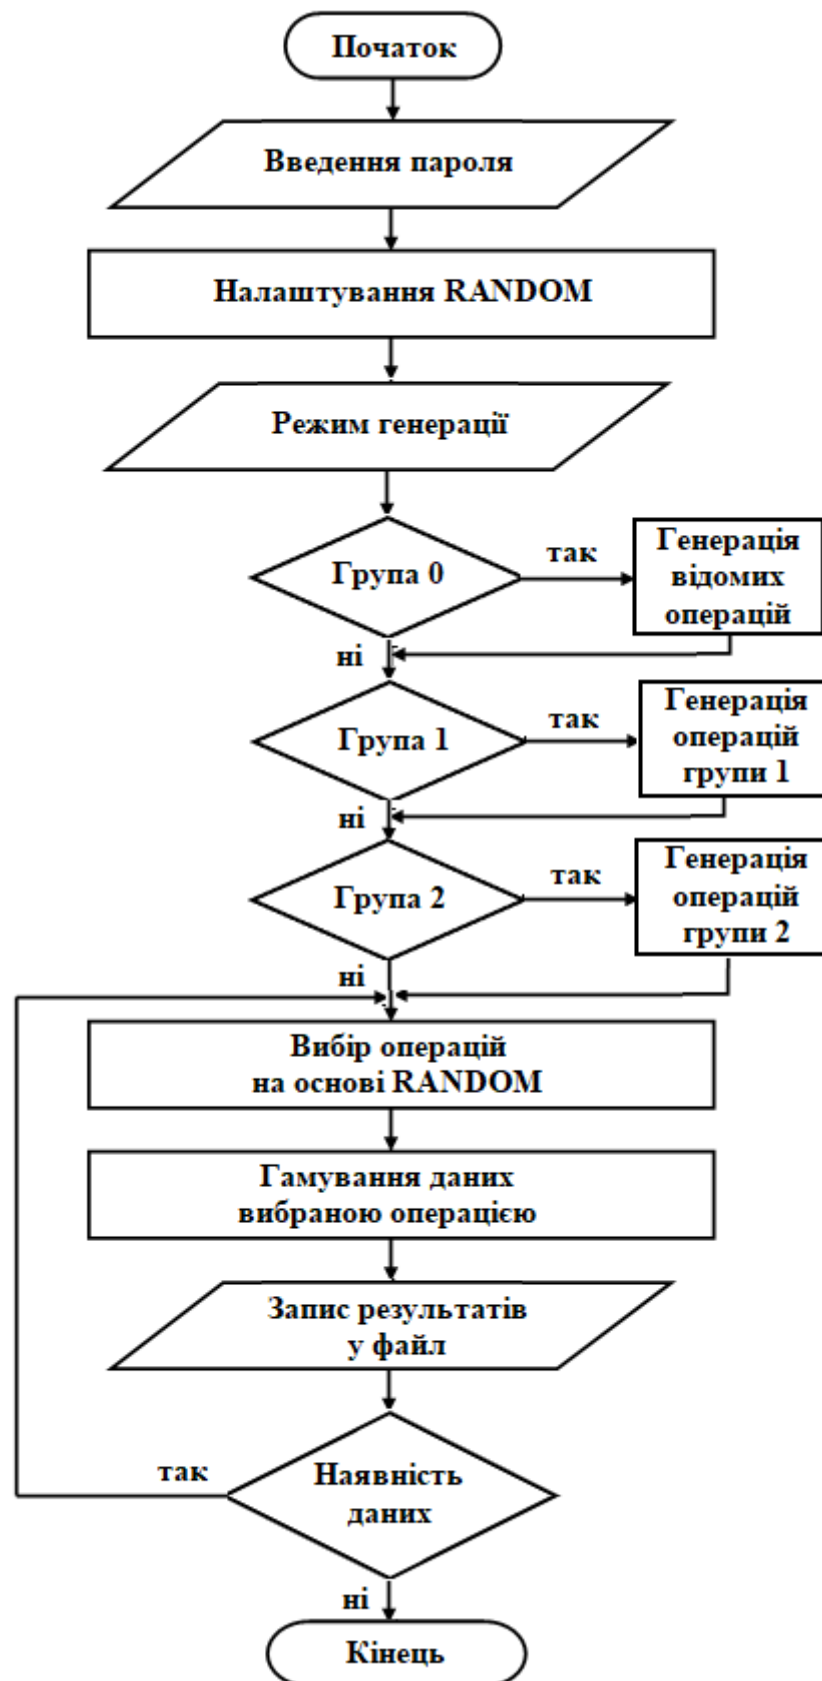 Початок
Введення пароля
Налаштування RANDOM
Режим генерації
Група 0
так
Генерація
відомих
операцій
ні
Група 1
так
Генерація
операцій
групи 1
ні
Група 2
так
Генерація
операцій
групи 2
ні
Вибір операцій
на основі RANDOM
Гамування даних
вибраною операцією
Запис результатів
у файл
так
Наявність
даних
ні
Кінець